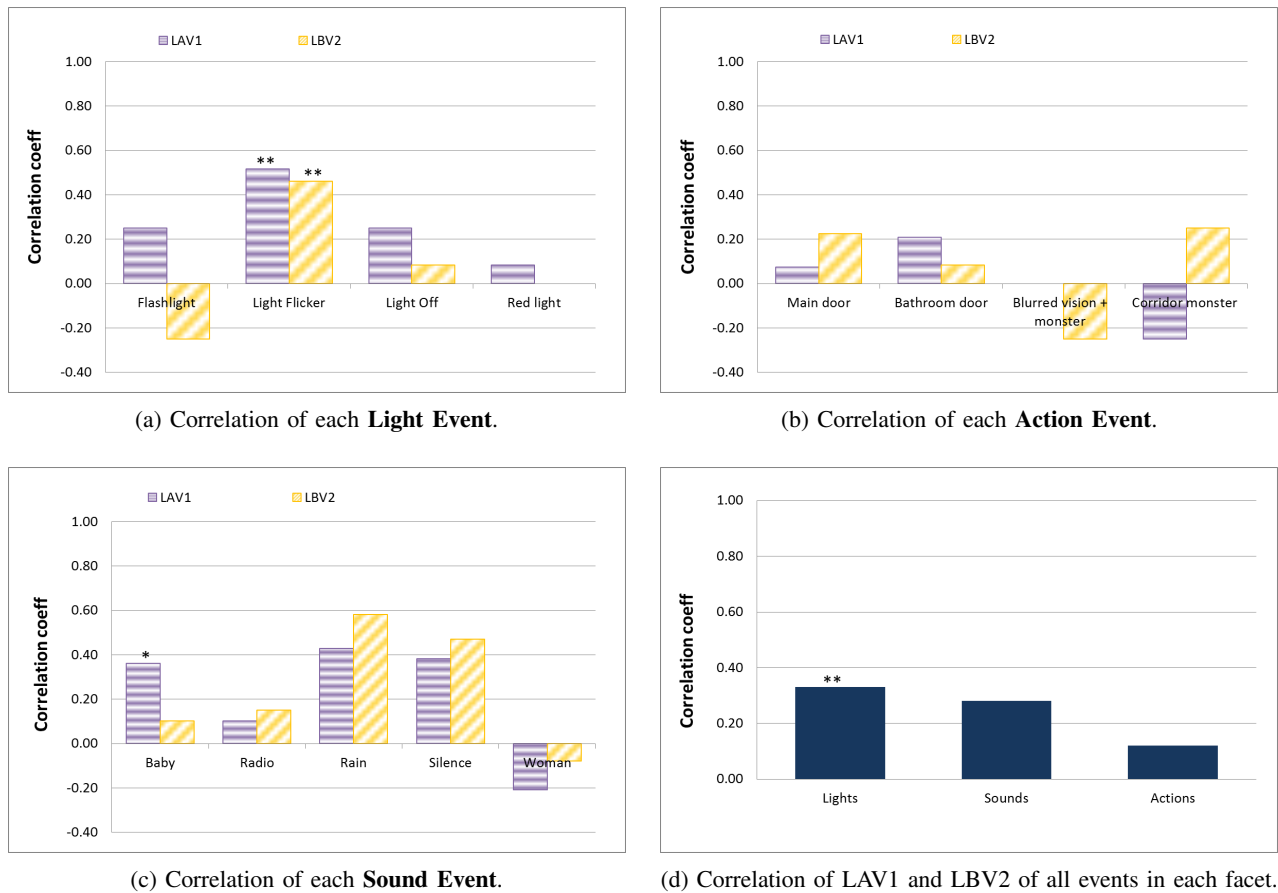 LAV1 LBV2
1.00
0.80
0.60
0.40
0.20
0.00
-0.20
-0.40
Correlation coeff
** **
Flashlight Light Flicker Light Off Red light
(a) Correlation of each Light Event.
LAV1 LBV2
1.00
0.80
0.60
0.40
0.20
0.00
-0.20
-0.40
Correlation coeff
Main door Bathroom door Blurred vision + Corridor monster
monster
(b) Correlation of each Action Event.
LAV1 LBV2
1.00
0.80
0.60
0.40
0.20
0.00
-0.20
-0.40
Correlation coeff
*
Baby Radio Rain Silence Woman
(c) Correlation of each Sound Event.
1.00
0.80
0.60
0.40
0.20
0.00
Correlation coeff
**
Lights Sounds Actions
(d) Correlation of LAV1 and LBV2 of all events in each facet.